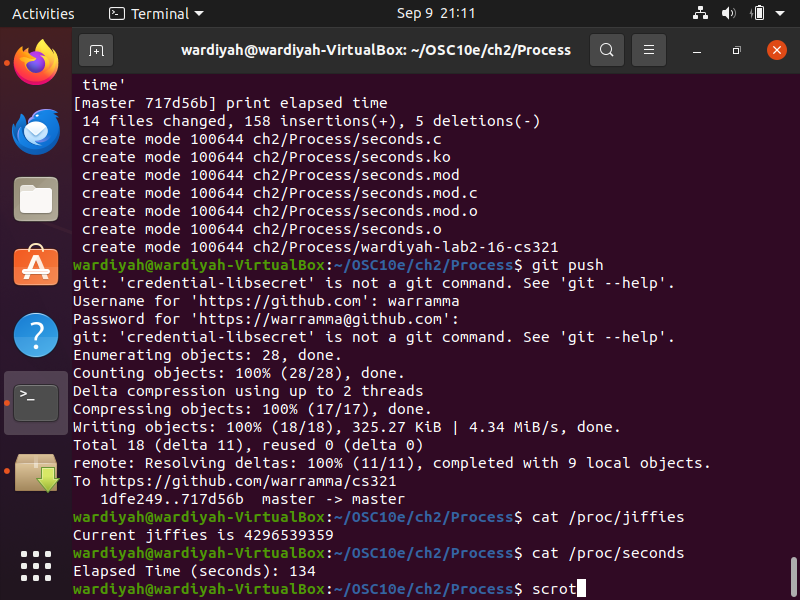 Activities
Terminal
Sep 9 21:11
wardiyah@wardiyah-VirtualBox: ~/OSC10e/ch2/Process
time'
[master 717d56b] print elapsed time
14 files changed, 158 insertions(+), 5 deletions(-)
create mode 100644 ch2/Process/seconds.c
create mode 100644 ch2/Process/seconds.ko
create mode 100644 ch2/Process/seconds.mod
create mode 100644 ch2/Process/seconds.mod.c
create mode 100644 ch2/Process/seconds.mod.o
create mode 100644 ch2/Process/seconds.o
create mode 100644 ch2/Process/wardiyah-lab2-16-cs321
wardiyah@wardiyah-VirtualBox:~/OSC10e/ch2/Process$ git push
git: 'credential-libsecret' is not a git command. See 'git --help'.
Username for 'https://github.com': warramma
Password for 'https://warramma@github.com':
git: 'credential-libsecret' is not a git command. See 'git --help'.
Enumerating objects: 28, done.
Counting objects: 100% (28/28), done.
Delta compression using up to 2 threads
Compressing objects: 100% (17/17), done.
Writing objects: 100% (18/18), 325.27 KiB | 4.34 MiB/s, done.
Total 18 (delta 11), reused 0 (delta 0)
remote: Resolving deltas: 100% (11/11), completed with 9 local objects.
To https://github.com/warramma/cs321
1dfe249..717d56b  master -> master
wardiyah@wardiyah-VirtualBox:~/OSC10e/ch2/Process$ cat /proc/jiffies
Current jiffies is 4296539359
wardiyah@wardiyah-VirtualBox:~/OSC10e/ch2/Process$ cat /proc/seconds
Elapsed Time (seconds): 134
wardiyah@wardiyah-VirtualBox:~/OSC10e/ch2/Process$ scrot